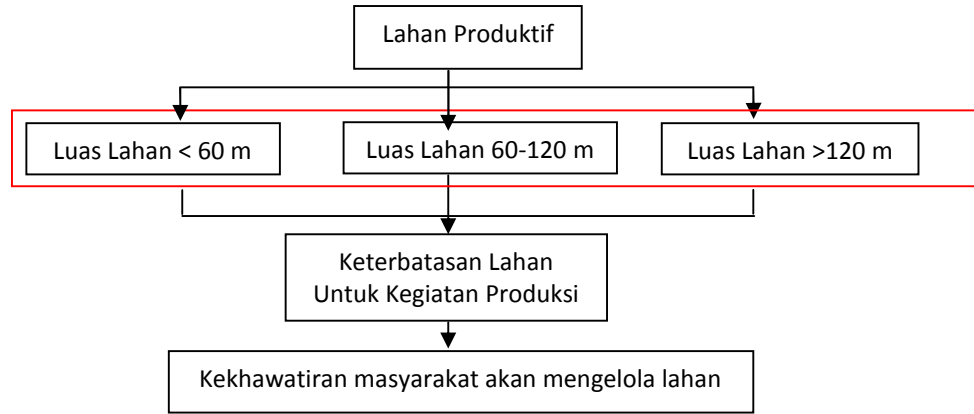 Lahan Produktif
Luas Lahan < 60 m
Luas Lahan 60-120 m
Luas Lahan >120 m
Keterbatasan Lahan
Untuk Kegiatan Produksi
Kekhawatiran masyarakat akan mengelola lahan